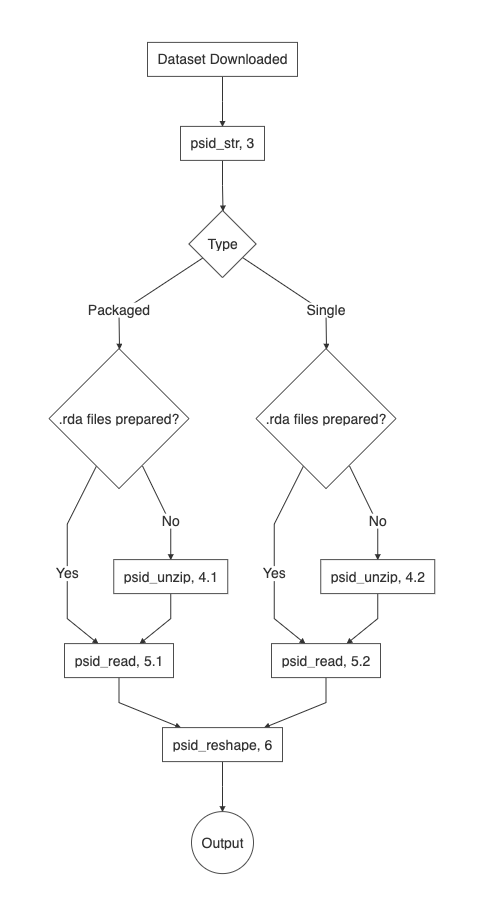 Dataset Downloaded
psid_str, 3
Type
Packaged
Single
.rda files prepared?
.rda files prepared?
No
No
Yes
psid_unzip, 4.1
Yes
psid_unzip, 4.2
psid_read, 5.1
psid_read, 5.2
psid_reshape, 6
Output